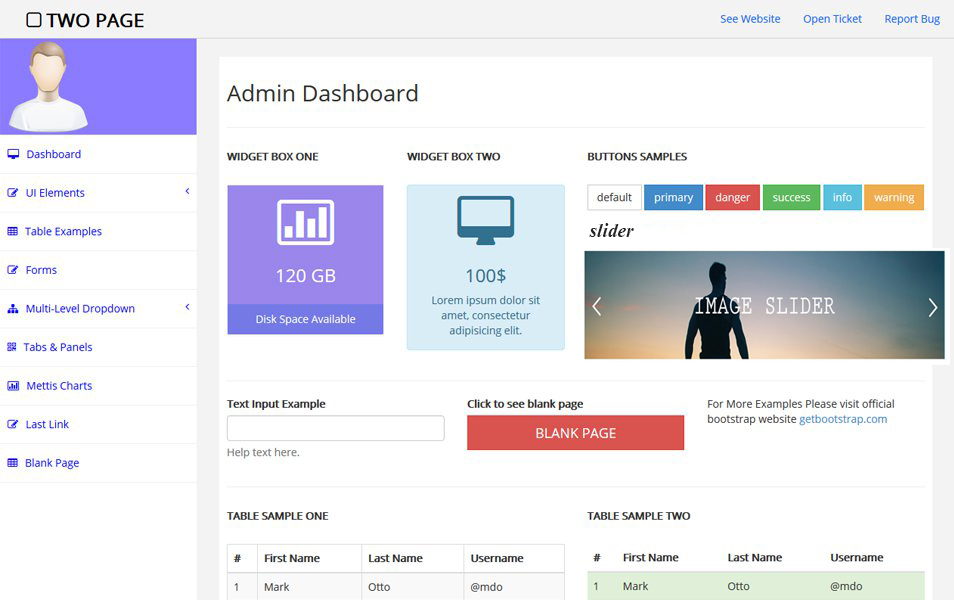 TWO PAGE
See Website
Open Ticket
Report Bug
Dashboard
UI Elements
Table Examples
Forms
Multi-Level Dropdown
Tabs & Panels
Mettis Charts
Last Link
Blank Page
Admin Dashboard
WIDGET BOX ONE
120 GB
Disk Space Available
WIDGET BOX TWO
100$
Lorem ipsum dolor sit
amet, consectetur
adipisicing elit.
BUTTONS SAMPLES
default primary danger success info warning
slider
IMAGE SLIDER
Text Input Example
Help text here.
Click to see blank page
BLANK PAGE
For More Examples Please visit official
bootstrap website getbootstrap.com
TABLE SAMPLE ONE
# First Name Last Name Username
1 Mark Otto @mdo
TABLE SAMPLE TWO
# First Name Last Name Username
1 Mark Otto @mdo